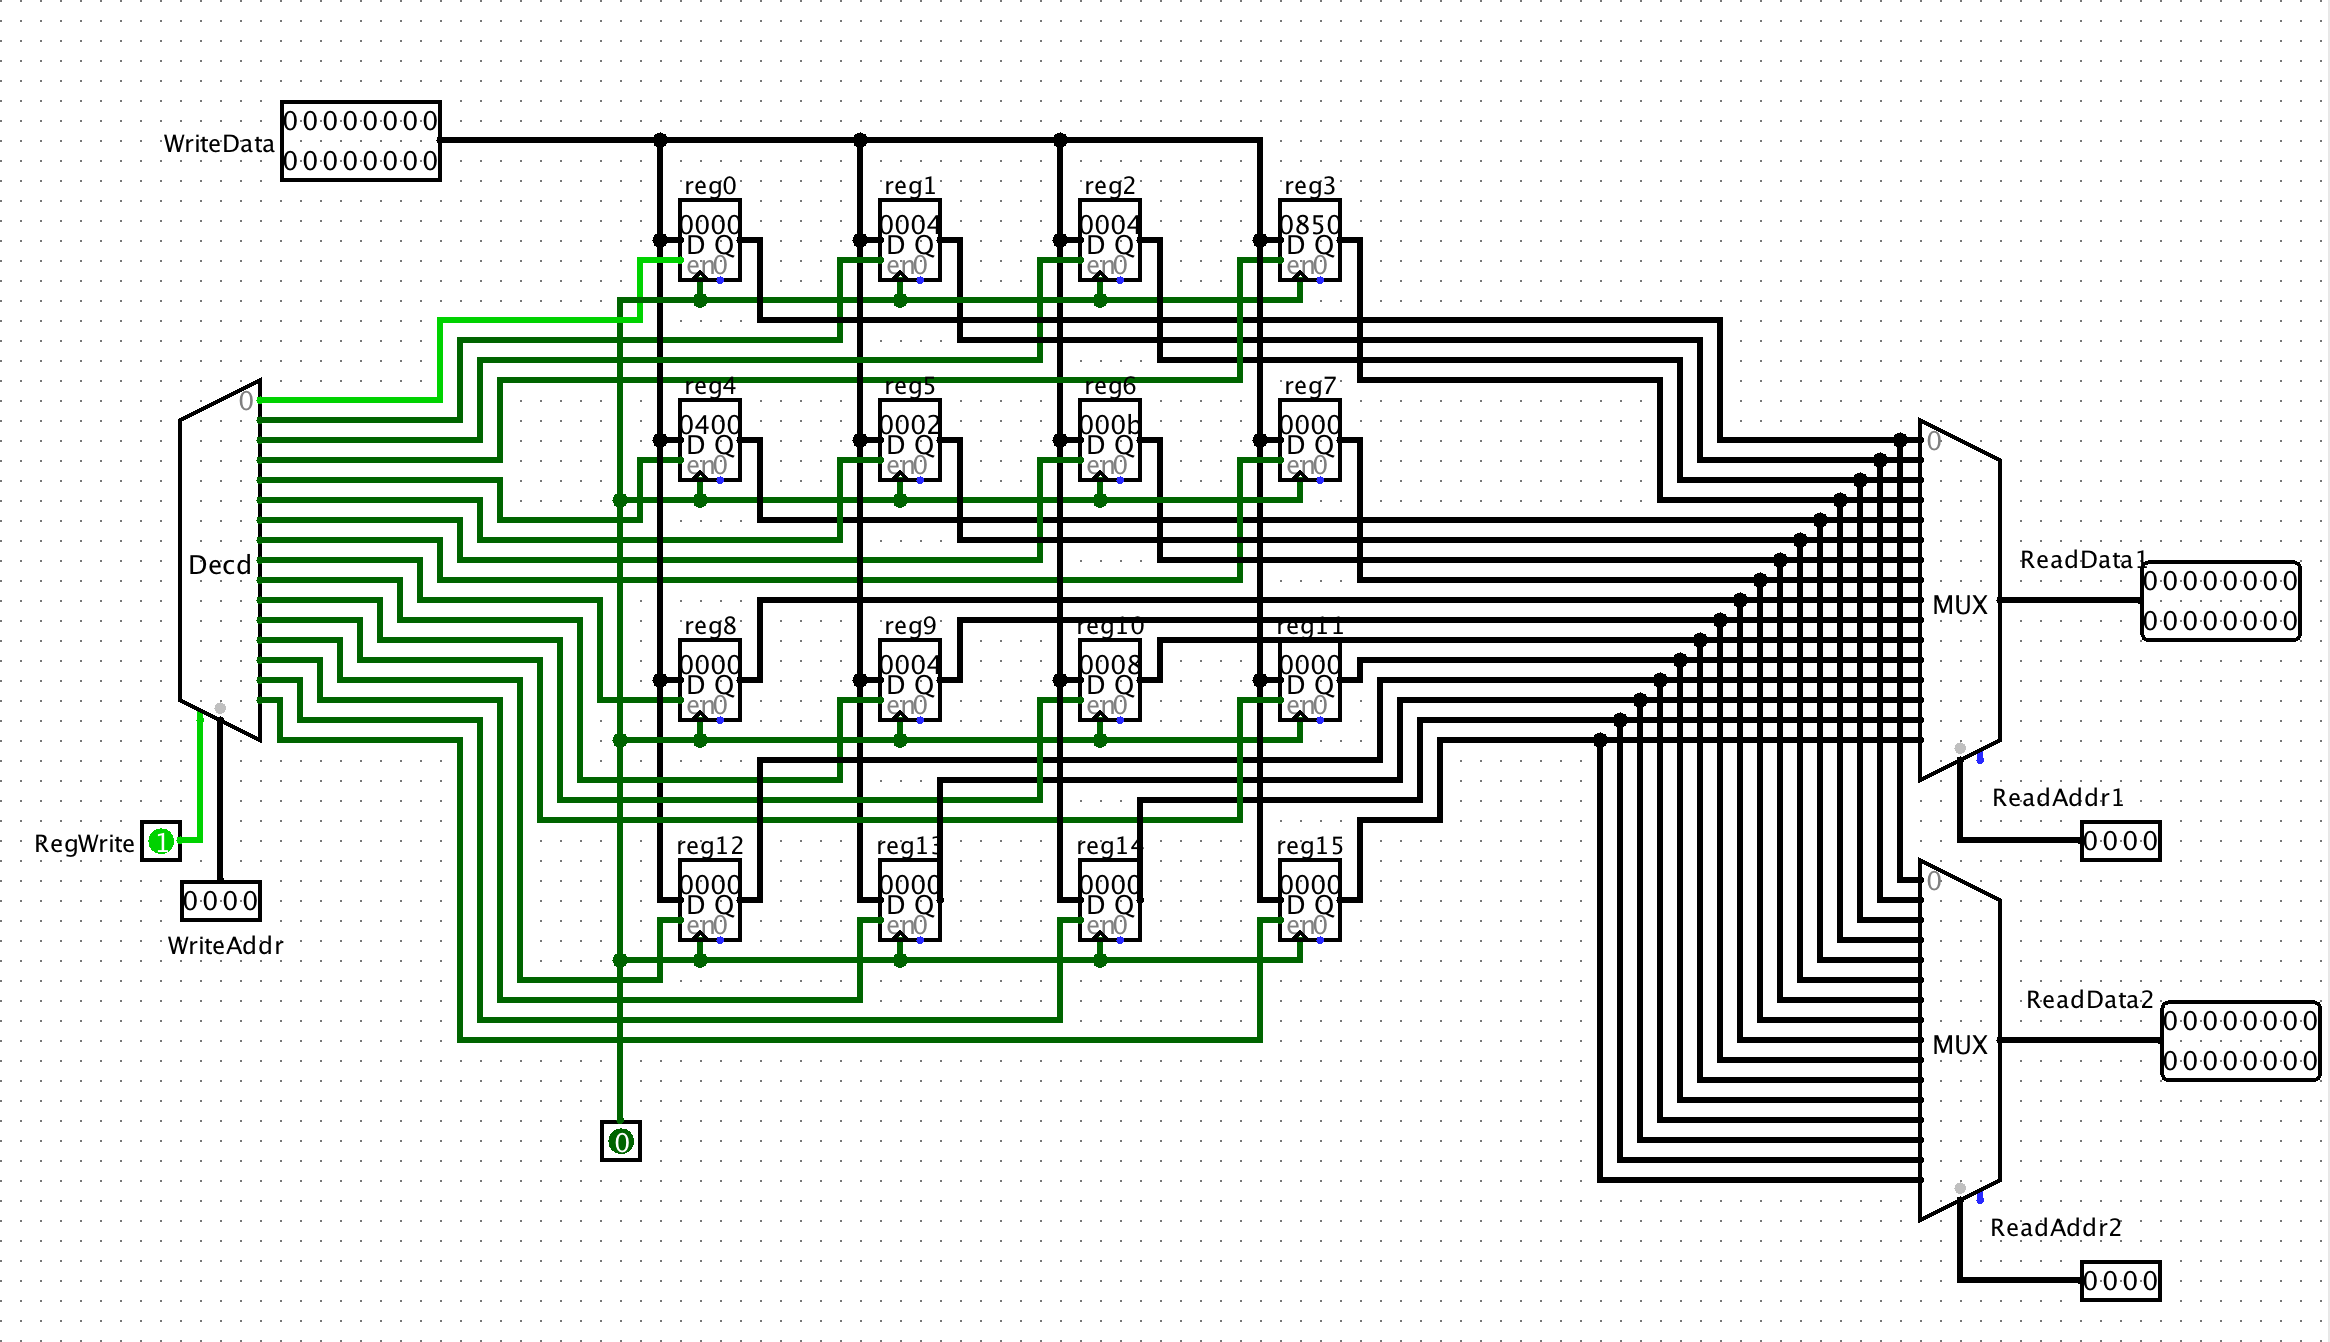 WriteData
00000000
00000000
reg0 reg1 reg2 reg3
0000 0004 0004 0850
D Q D Q D Q D Q
en0 en0 en0 en0
reg4 reg5 reg6 reg7
0400 0002 000b 0000
D Q D Q D Q D Q
en0 en0 en0 en0
reg8 reg9 reg10 reg11
0000 0004 0008 0000
D Q D Q D Q D Q
en0 en0 en0 en0
reg12 reg13 reg14 reg15
0000 0000 0000 0000
D Q D Q D Q D Q
en0 en0 en0 en0
0
Decd
RegWrite 1
0000
WriteAddr
0
0
MUX
ReadData1
00000000
00000000
ReadAddr1
0000
0
MUX
ReadData2
00000000
00000000
ReadAddr2
0000